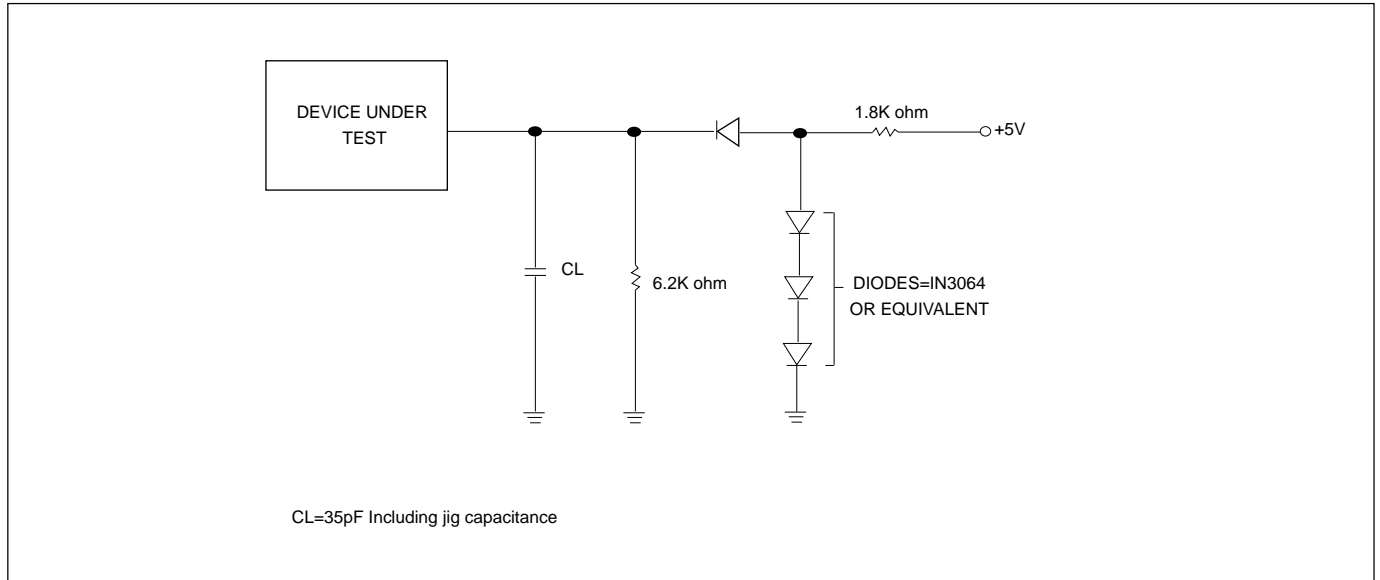 DEVICE UNDER
TEST
1.8K ohm
+5V
CL
6.2K ohm
DIODES=IN3064
OR EQUIVALENT
CL=35pF Including jig capacitance